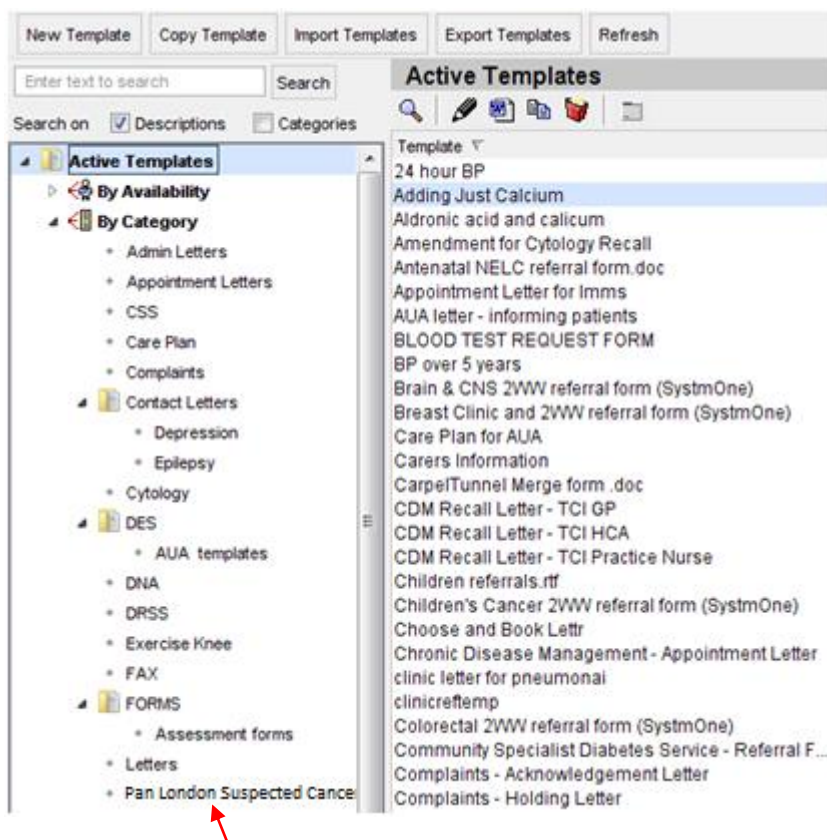 New Template Copy Template Import Templates Export Templates Refresh
Enter text to search Search
Search on Descriptions Categories
Active Templates
By Availability
By Category
Admin Letters
Appointment Letters
CSS
Care Plan
Complaints
Contact Letters
Depression
Epilepsy
Cytology
DES
AUA templates
DNA
DRSS
Exercise Knee
FAX
FORMS
Assessment forms
Letters
Pan London Suspected Cance
Active Templates
Template
24 hour BP
Adding Just Calcium
Aldronic acid and calicum
Amendment for Cytology Recall
Antenatal NELC referral form.doc
Appointment Letter for Imms
AUA letter - informing patients
BLOOD TEST REQUEST FORM
BP over 5 years
Brain & CNS 2WW referral form (SystmOne)
Breast Clinic and 2WW referral form (SystmOne)
Care Plan for AUA
Carers Information
CarpelTunnel Merge form .doc
CDM Recall Letter - TCI GP
CDM Recall Letter - TCI HCA
CDM Recall Letter - TCI Practice Nurse
Children referrals.rtf
Children's Cancer 2WW referral form (SystmOne)
Choose and Book Lettr
Chronic Disease Management - Appointment Letter
clinic letter for pneumonai
clinicreftemp
Colorectal 2WW referral form (SystmOne)
Community Specialist Diabetes Service - Referral F...
Complaints - Acknowledgement Letter
Complaints - Holding Letter